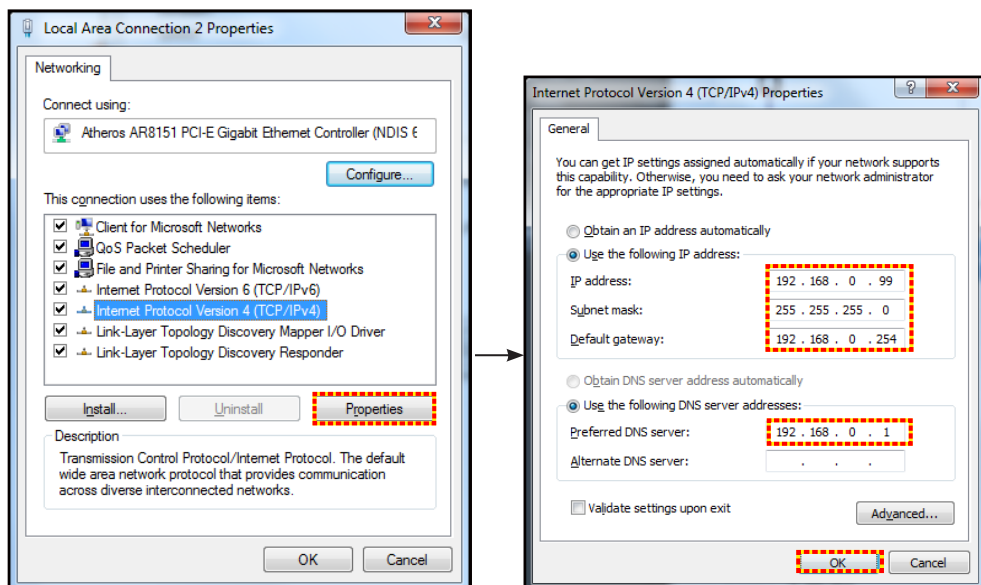 Local Area Connection 2 Properties
Networking
Connect using:
Atheros AR8151 PCI-E Gigabit Ethernet Controller (NDIS 6
Configure...
This connection uses the following items:
Client for Microsoft Networks
QoS Packet Scheduler
File and Printer Sharing for Microsoft Networks
Internet Protocol Version 6 (TCP/IPv6)
Internet Protocol Version 4 (TCP/IPv4)
Link-Layer Topology Discovery Mapper I/O Driver
Link-Layer Topology Discovery Responder
Install...
Uninstall
Properties
Description
Transmission Control Protocol/Internet Protocol. The default
wide area network protocol that provides communication
across diverse interconnected networks.
OK
Cancel
Internet Protocol Version 4 (TCP/IPv4) Properties
?
General
You can get IP settings assigned automatically if your network supports
this capability. Otherwise, you need to ask your network administrator
for the appropriate IP settings.
Obtain an IP address automatically
Use the following IP address:
IP address: 192 . 168 . 0 . 99
Subnet mask: 255 . 255 . 255 . 0
Default gateway: 192 . 168 . 0 . 254
Obtain DNS server address automatically
Use the following DNS server addresses:
Preferred DNS server: 192 . 168 . 0 . 1
Alternate DNS server: . . .
Validate settings upon exit
Advanced...
OK
Cancel